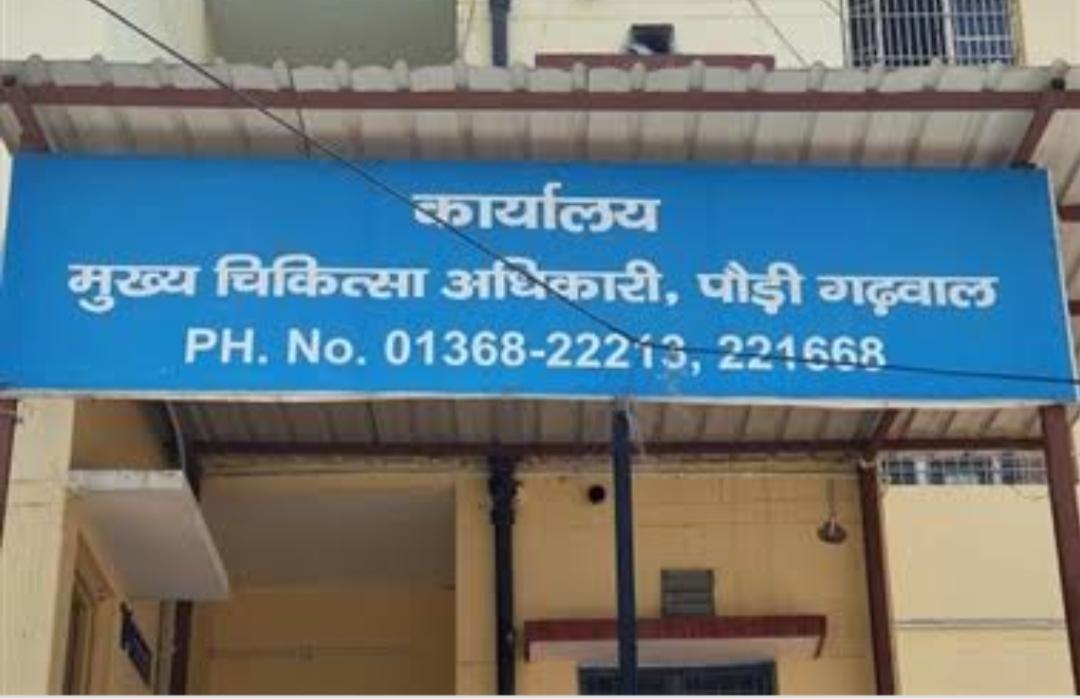 कार्यालय
मुख्य चिकित्सा अधिकारी, पौड़ी गढ़वाल
PH. No. 01368-22213, 221668